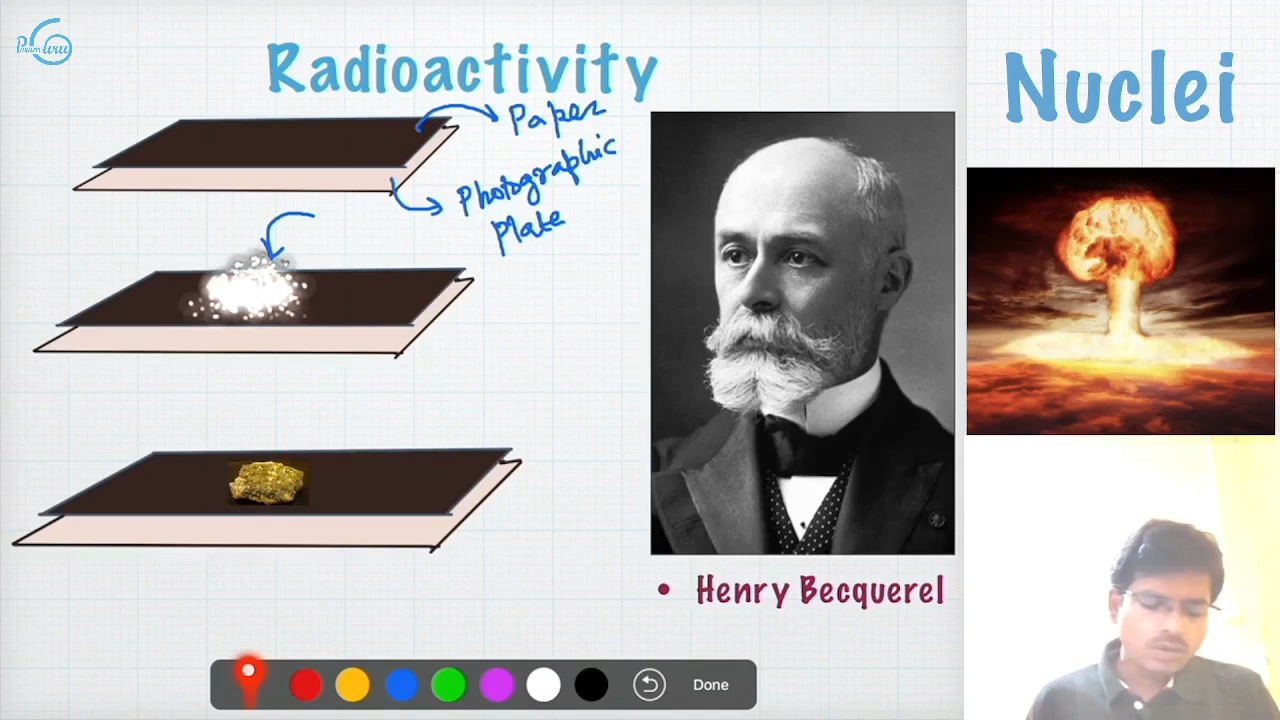 Radioactivity
Nuclei
Paper
Photographic
Plate
• Henry Becquerel
Done